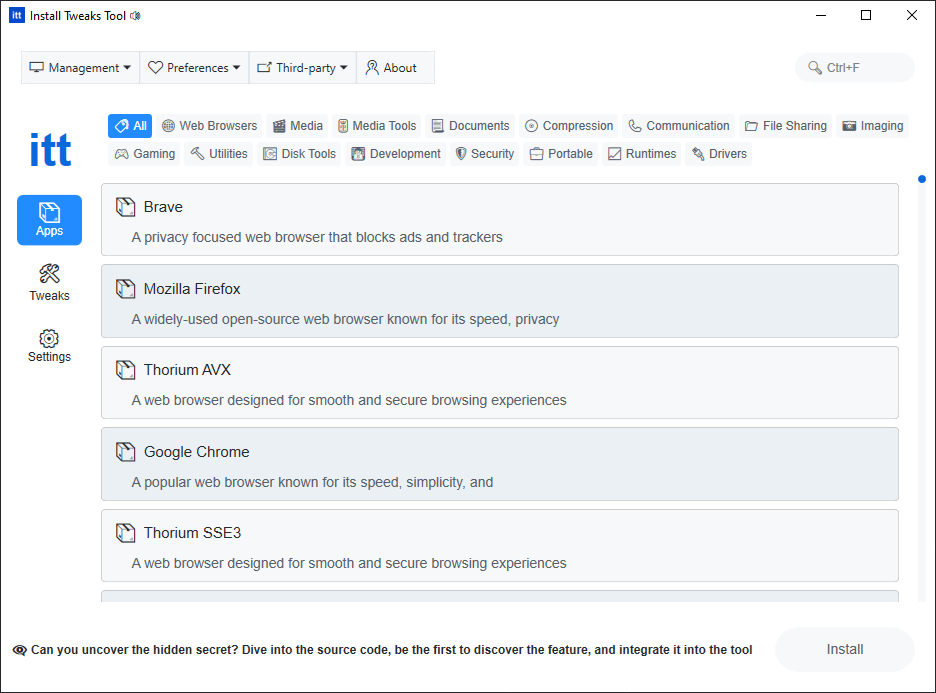 itt Install Tweaks Tool
Management Preferences Third-party About
Ctrl+F
All Web Browsers Media Media Tools Documents Compression Communication File Sharing Imaging
Gaming Utilities Disk Tools Development Security Portable Runtimes Drivers
itt
Apps
Tweaks
Settings
Brave
A privacy focused web browser that blocks ads and trackers
Mozilla Firefox
A widely-used open-source web browser known for its speed, privacy
Thorium AVX
A web browser designed for smooth and secure browsing experiences
Google Chrome
A popular web browser known for its speed, simplicity, and
Thorium SSE3
A web browser designed for smooth and secure browsing experiences
Can you uncover the hidden secret? Dive into the source code, be the first to discover the feature, and integrate it into the tool
Install